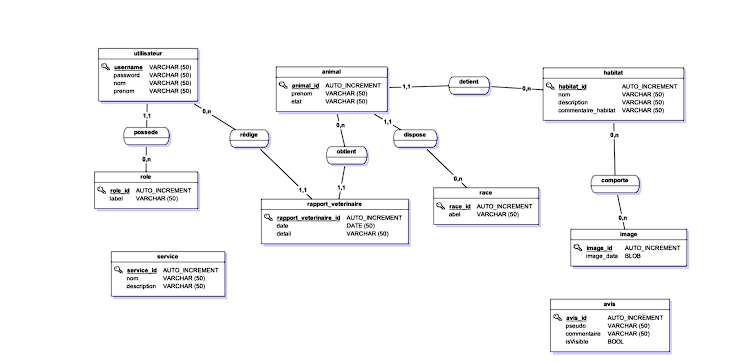 utilisateur
username VARCHAR (50)
password VARCHAR (50)
nom VARCHAR (50)
prenom VARCHAR (50)
1,1
0,n
possede
0,n
role
role_id AUTO_INCREMENT
label VARCHAR (50)
rédige
1,1
animal
animal_id AUTO_INCREMENT
prenom VARCHAR (50)
etat VARCHAR (50)
1,1
detient
0,n
0,n
1,1
obtient
1,1
dispose
0,n
rapport_veterinaire
rapport_veterinaire_id AUTO_INCREMENT
date DATE (50)
detail VARCHAR (50)
race
race_id AUTO_INCREMENT
abel VARCHAR (50)
habitat
habitat_id AUTO_INCREMENT
nom VARCHAR (50)
description VARCHAR (50)
commentaire_habitat VARCHAR (50)
0,n
comporte
0,n
image
image_id AUTO_INCREMENT
image_data BLOB
service
service_id AUTO_INCREMENT
nom VARCHAR (50)
description VARCHAR (50)
avis
avis_id AUTO_INCREMENT
pseudo VARCHAR (50)
commentaire VARCHAR (50)
isVisible BOOL